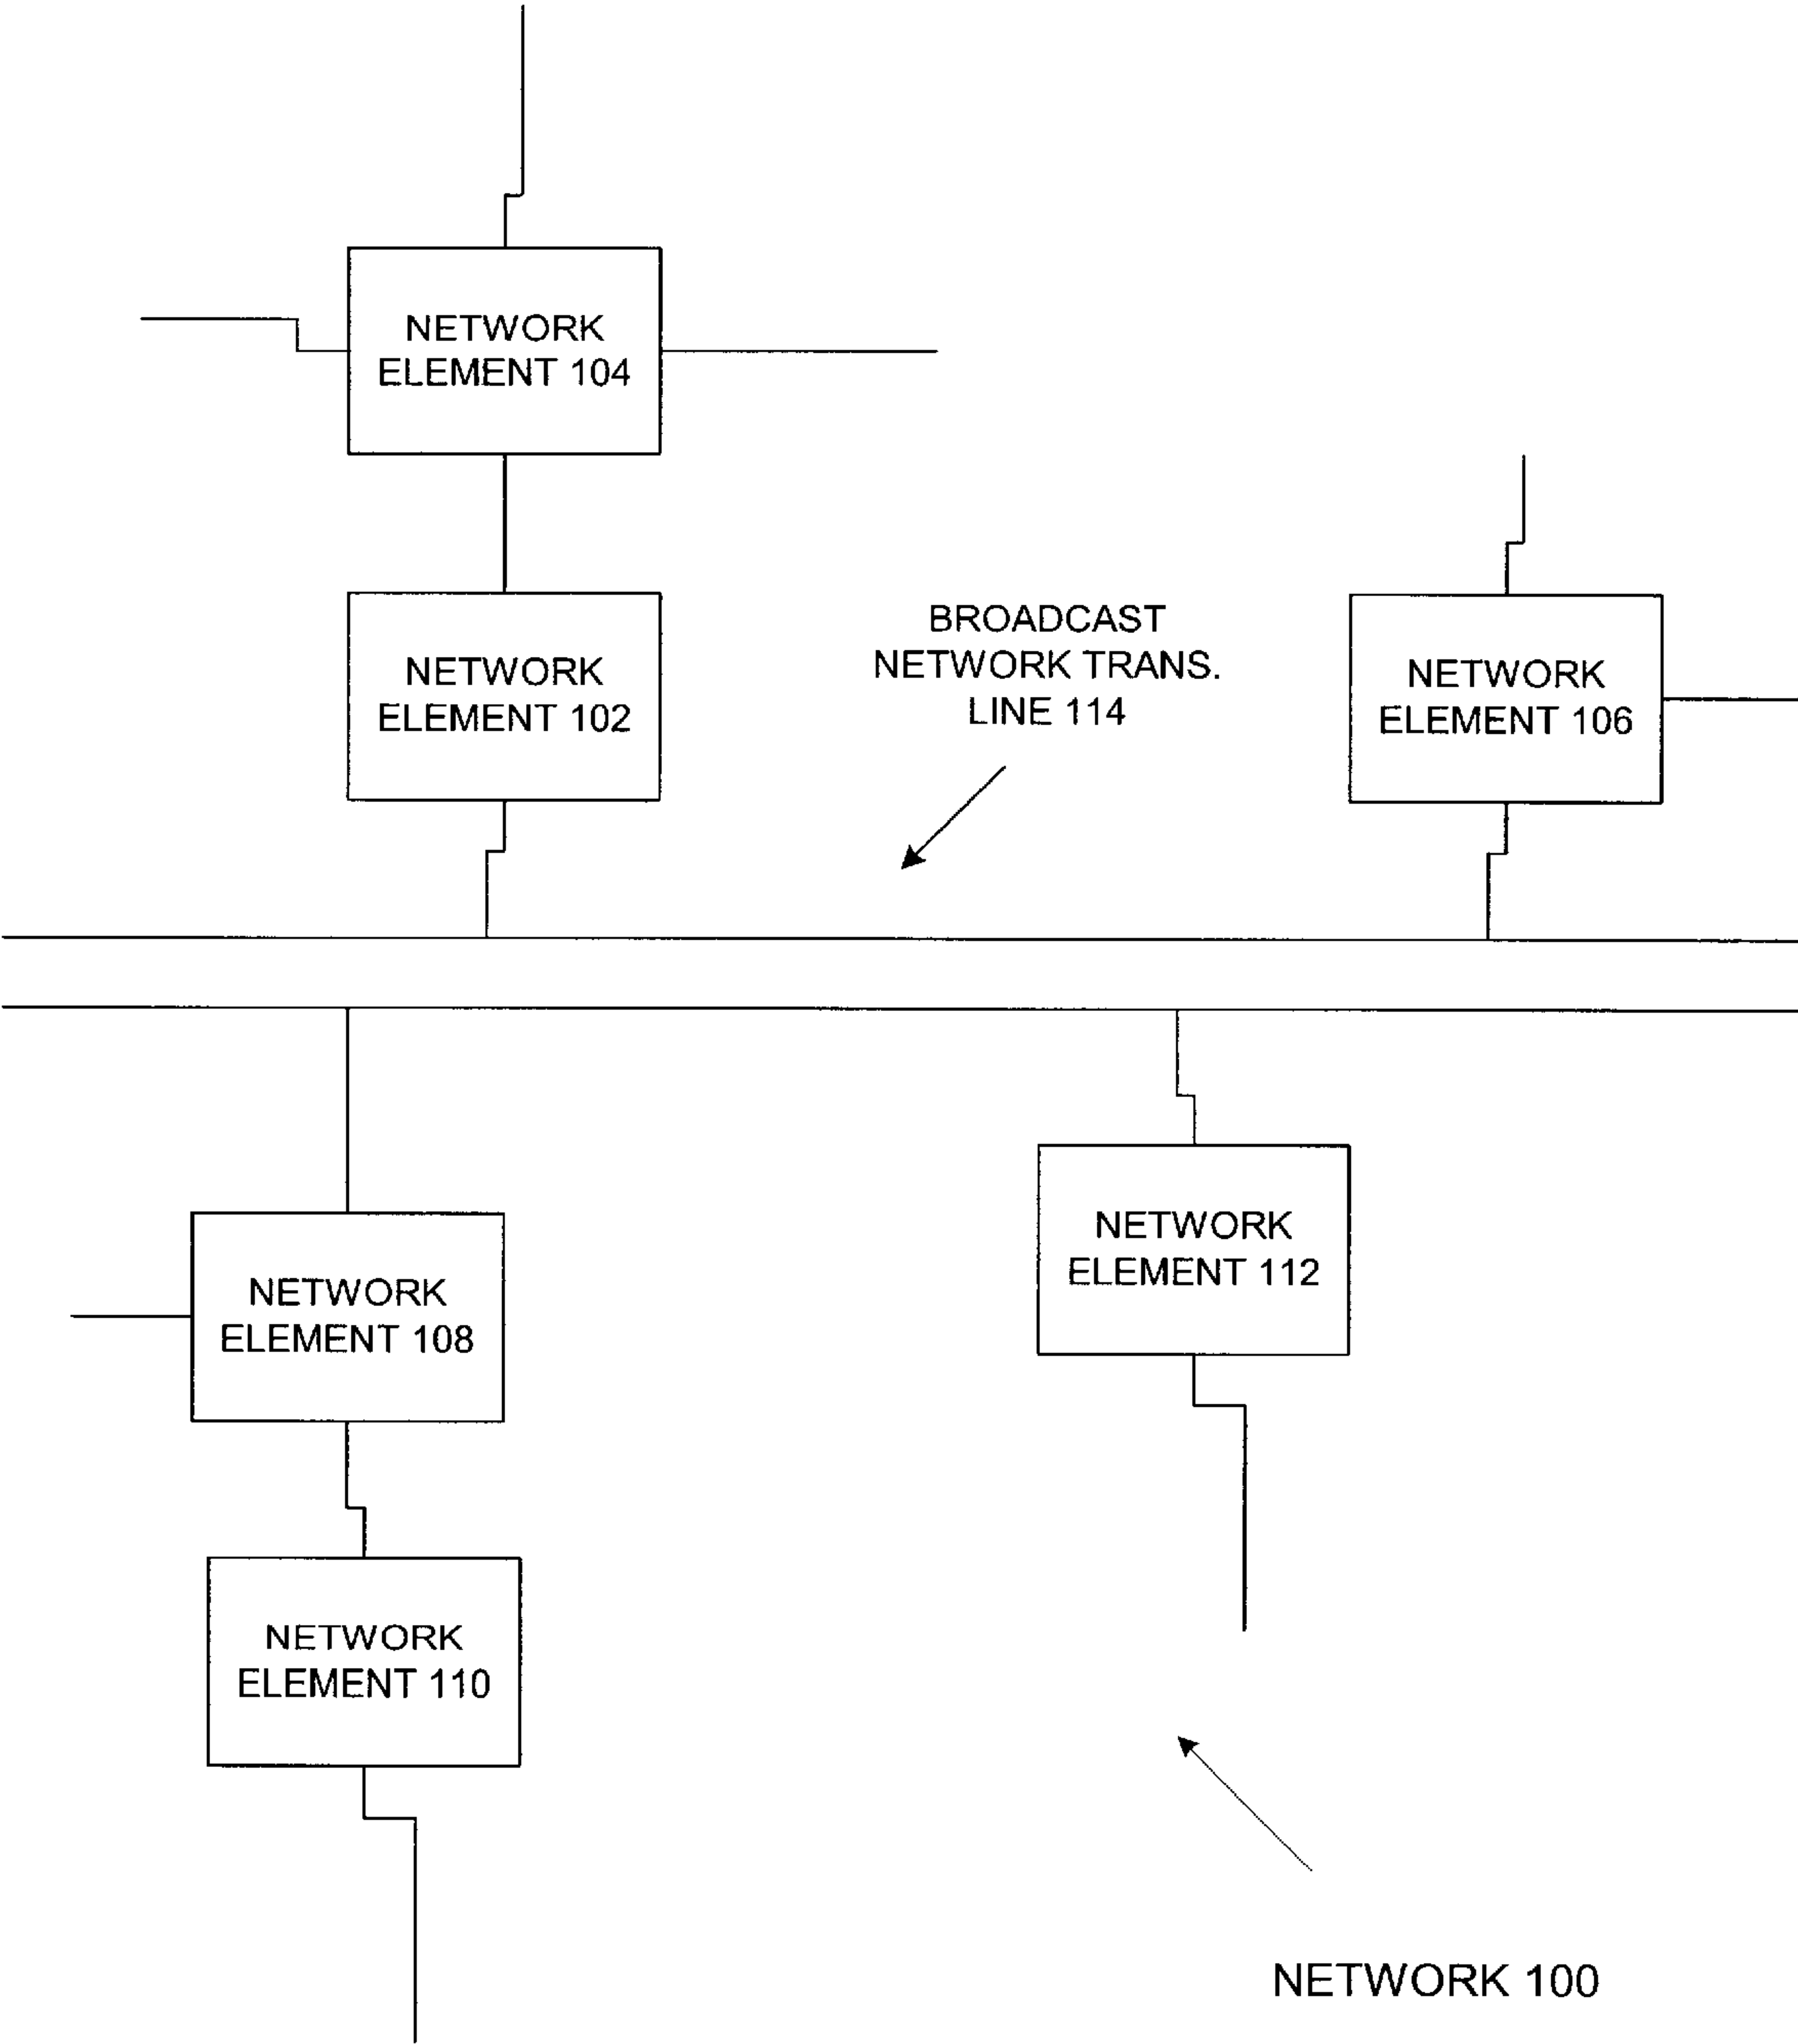 NETWORK
ELEMENT 104
NETWORK
ELEMENT 102
BROADCAST
NETWORK TRANS.
LINE 114
NETWORK
ELEMENT 106
NETWORK
ELEMENT 108
NETWORK
ELEMENT 112
NETWORK
ELEMENT 110
NETWORK 100